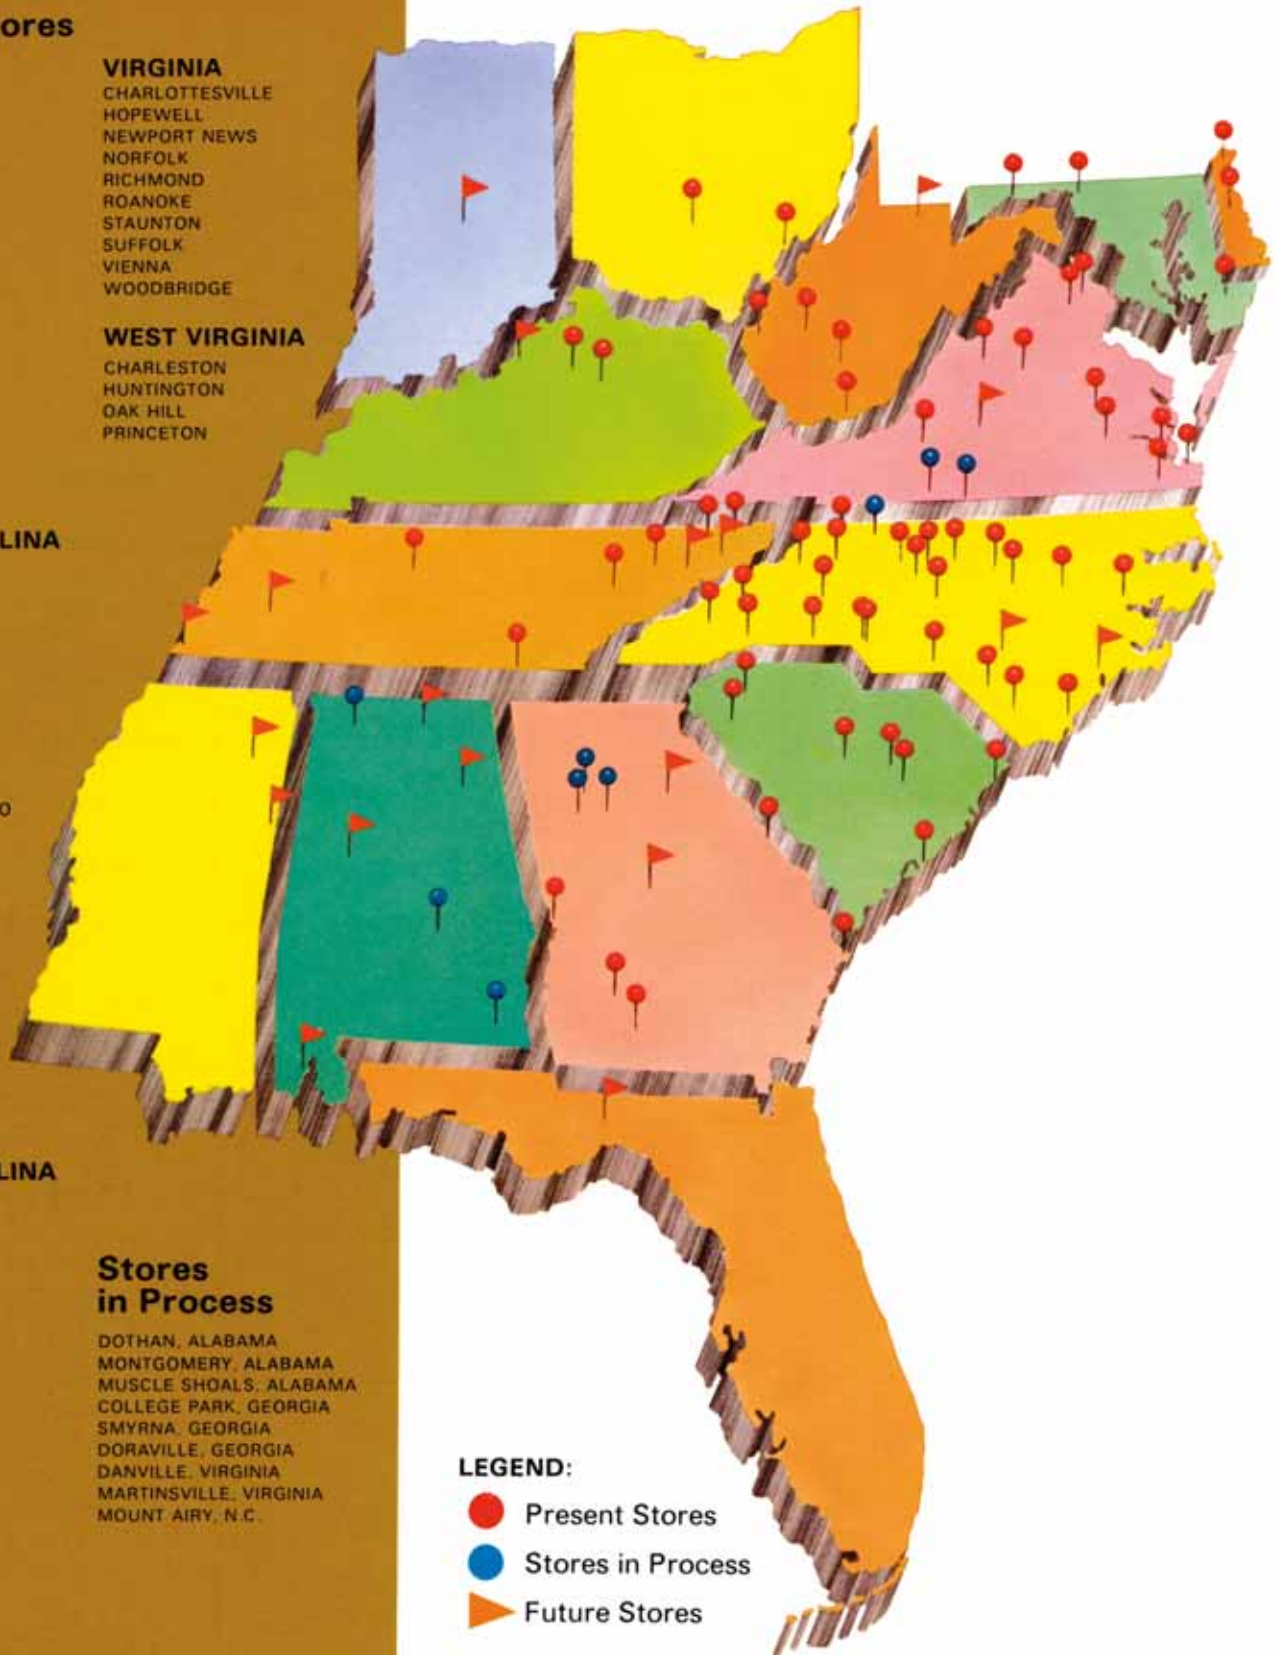 ores
VIRGINIA
CHARLOTTESVILLE
HOPEWELL
NEWPORT NEWS
NORFOLK
RICHMOND
ROANOKE
STAUNTON
SUFFOLK
VIENNA
WOODBRIDGE
WEST VIRGINIA
CHARLESTON
HUNTINGTON
OAK HILL
PRINCETON
LINA
O
LINA
Stores
in Process
DOTHAN, ALABAMA
MONTGOMERY, ALABAMA
MUSCLE SHOALS, ALABAMA
COLLEGE PARK, GEORGIA
SMYRNA, GEORGIA
DORAVILLE, GEORGIA
DANVILLE, VIRGINIA
MARTINSVILLE, VIRGINIA
MOUNT AIRY, N.C.
LEGEND:
Present Stores
Stores in Process
Future Stores